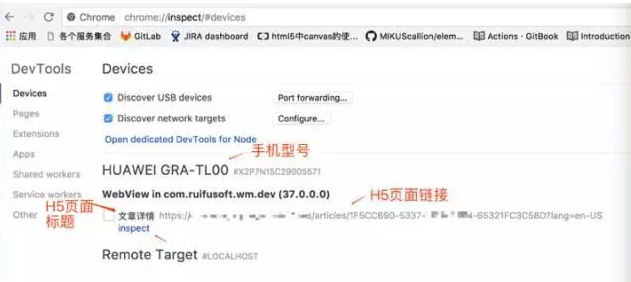 Chrome chrome://inspect/#devices
应用 各个服务集合 GitLab JIRA dashboard html5中canvas的使... MIKUScallion/elem... Actions · GitBook Introduction
DevTools
Devices
Pages
Extensions
Apps
Shared workers
Service workers
Other
Devices
Discover USB devices Port forwarding...
Discover network targets Configure...
Open dedicated DevTools for Node
手机型号
HUAWEI GRA-TL00 #X2P7N15C29005571
WebView in com.ruifusoft.wm.dev (37.0.0.0)
H5页面链接
H5页面
标题
文章详情 https:// /articles/1F5CC690-5337- -65321FC3C58D?lang=en-US
inspect
Remote Target #LOCALHOST